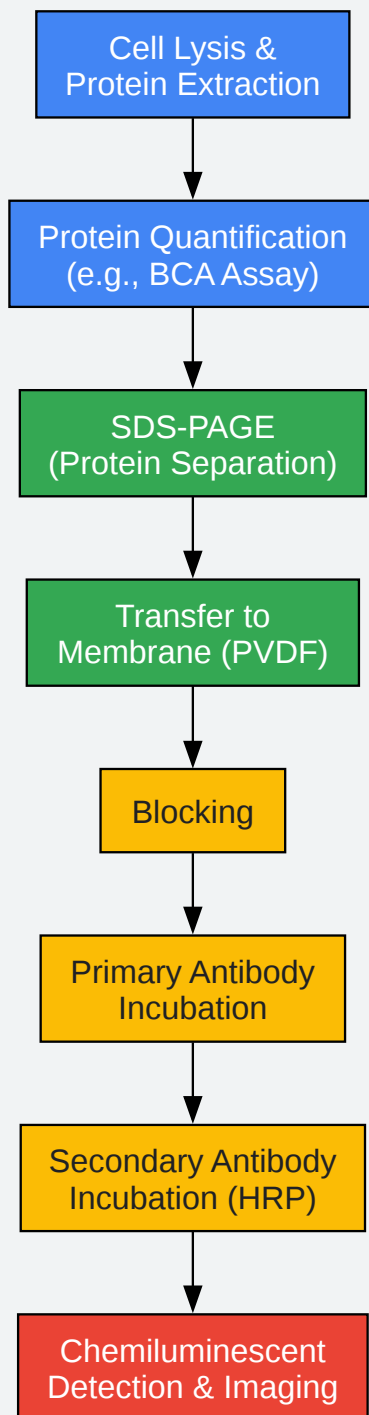 Cell Lysis &
Protein Extraction
Protein Quantification
(e.g., BCA Assay)
SDS-PAGE
(Protein Separation)
Transfer to
Membrane (PVDF)
Blocking
Primary Antibody
Incubation
Secondary Antibody
Incubation (HRP)
Chemiluminescent
Detection & Imaging